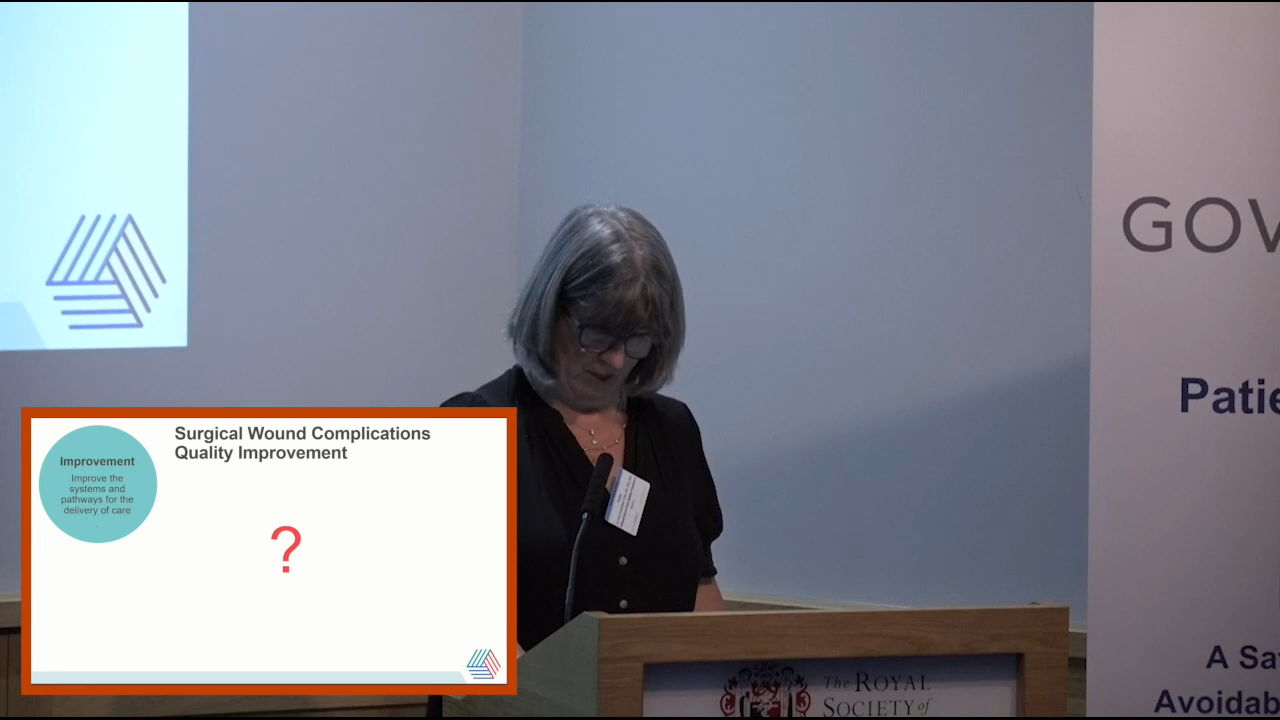 GOV
Patie
A Sa
Avoidab
Improvement
Improve the
systems and
pathways for the
delivery of care
Surgical Wound Complications
Quality Improvement
?
The ROYAL
SOCIETY of